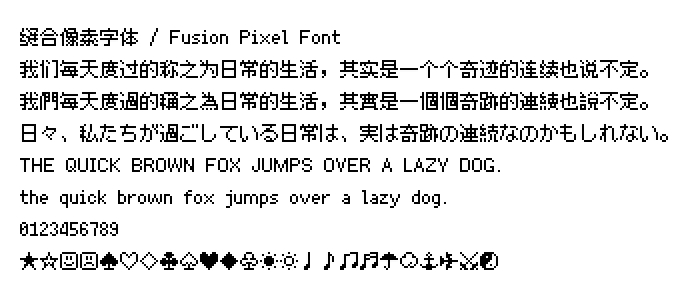 缝合像素字体 / Fusion Pixel Font
我们每天度过的称之为日常的生活，其实是一个个奇迹的连续也说不定。
我們每天度過的稱之為日常的生活，其實是一個個奇跡的連續也說不定。
日々、私たちが過ごしている日常は、実は奇跡の連続なのかもしれない。
THE QUICK BROWN FOX JUMPS OVER A LAZY DOG.
the quick brown fox jumps over a lazy dog.
0123456789
★☆☺☹♠♡♢♣♤♥♦♧☀☼♩♪♫♬☂♺⚓✈⚔☯